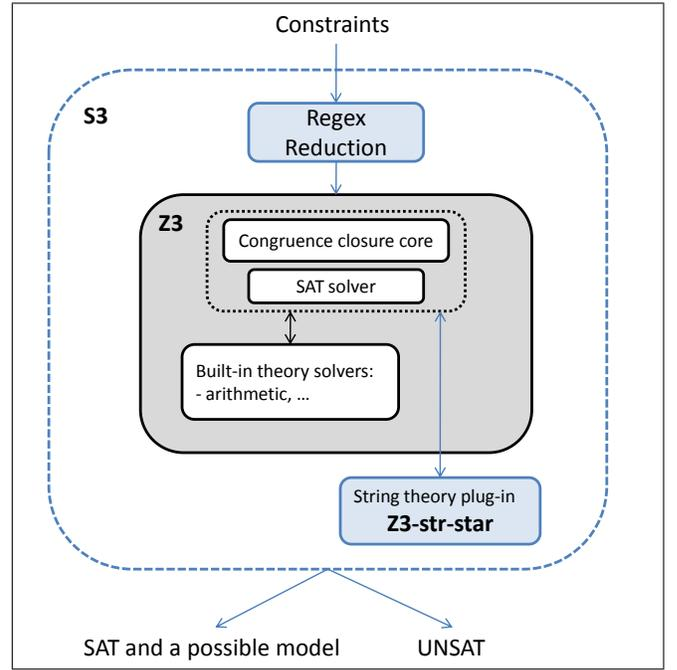 Constraints
S3
Regex
Reduction
Z3
Congruence closure core
SAT solver
Built-in theory solvers:
- arithmetic, ...
String theory plug-in
Z3-str-star
SAT and a possible model
UNSAT